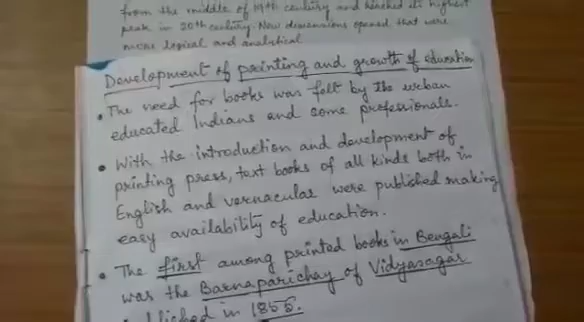 from the middle of 19th century and reached its highest
peak in 20th century. New dimensions opened that were
more logical and analytical
Development of printing and growth of education
• The need for books was felt by the urban
educated Indians and some professionals.
• With the introduction and development of
printing press, text books of all kinds both in
English and vernacular were published making
easy availability of education.
• The first among printed books in Bengali
was the Barnaparichay of Vidyasagar
published in 1855.